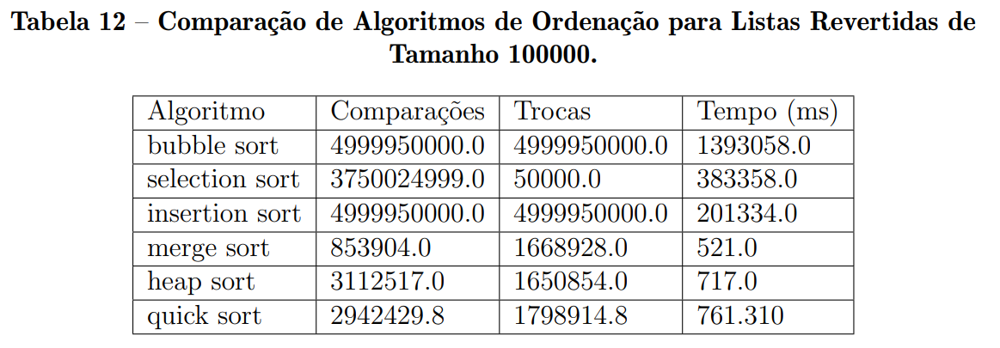 Tabela 12 – Comparação de Algoritmos de Ordenação para Listas Revertidas de
Tamanho 100000.
Algoritmo Comparações Trocas Tempo (ms)
bubble sort 4999950000.0 4999950000.0 1393058.0
selection sort 3750024999.0 50000.0 383358.0
insertion sort 4999950000.0 4999950000.0 201334.0
merge sort 853904.0 1668928.0 521.0
heap sort 3112517.0 1650854.0 717.0
quick sort 2942429.8 1798914.8 761.310